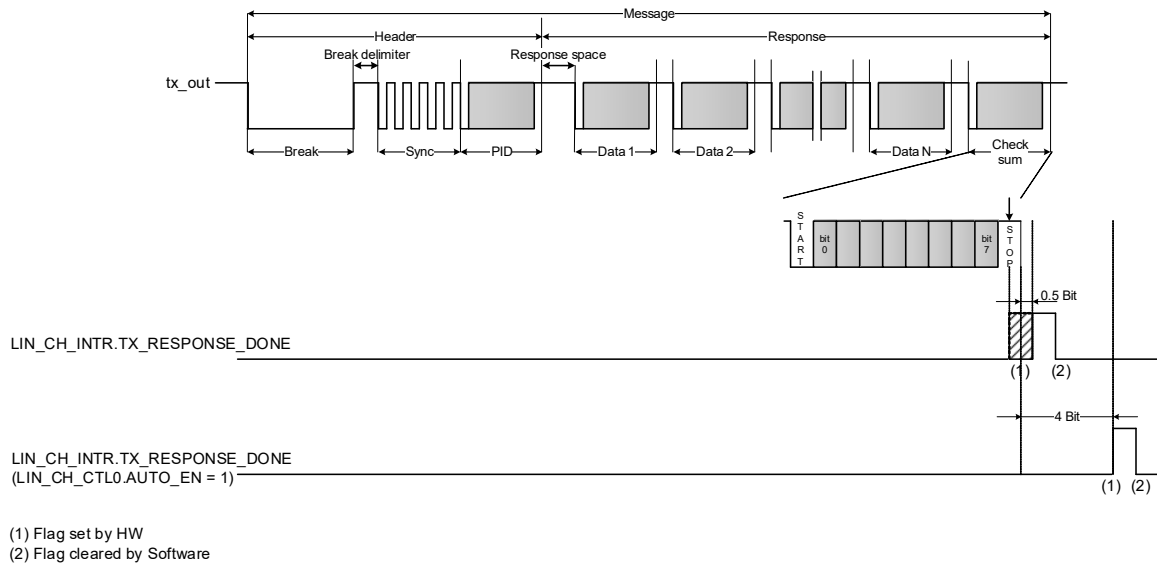 Message
Header
Response
Break delimiter
Response space
tx_out
Break
Sync
PID
Data 1
Data 2
Data N
Check
sum
START
bit
0
bit
7
STOP
0.5 Bit
LIN_CH_INTR.TX_RESPONSE_DONE
(1)
(2)
4 Bit
LIN_CH_INTR.TX_RESPONSE_DONE
(LIN_CH_CTL0.AUTO_EN = 1)
(1)
(2)
(1) Flag set by HW
(2) Flag cleared by Software